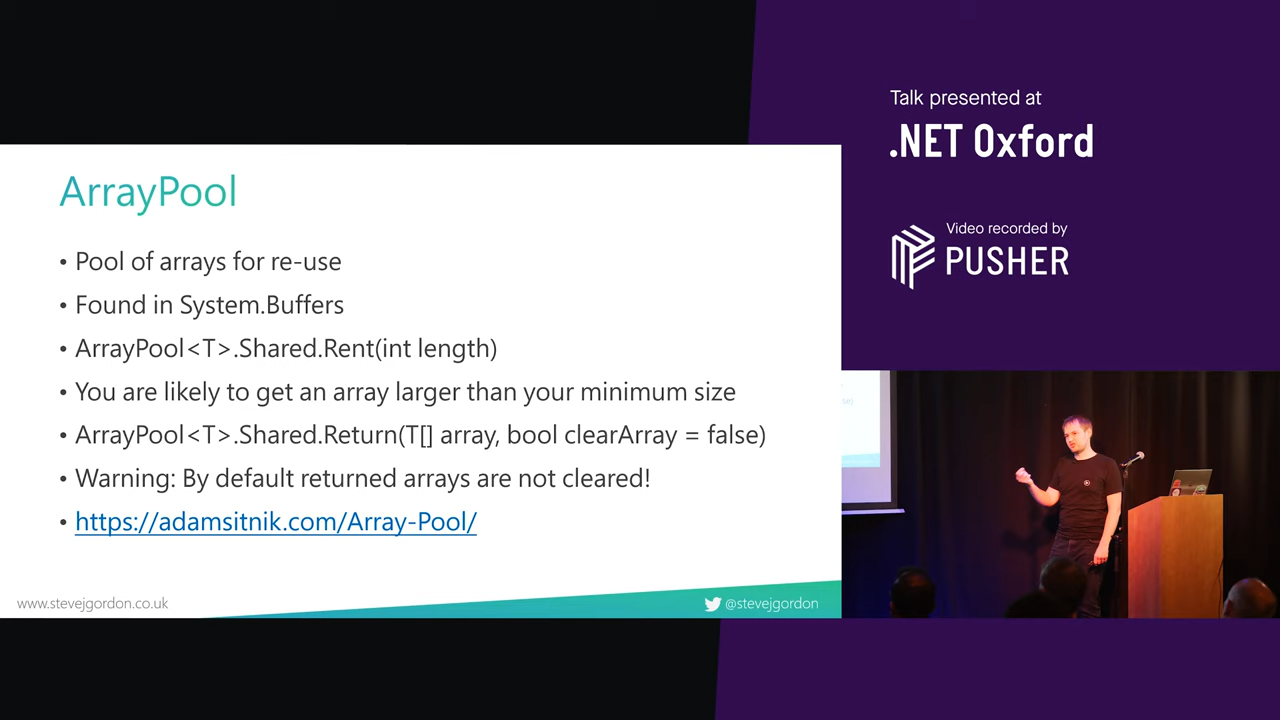 ArrayPool
• Pool of arrays for re-use
• Found in System.Buffers
• ArrayPool<T>.Shared.Rent(int length)
• You are likely to get an array larger than your minimum size
• ArrayPool<T>.Shared.Return(T[] array, bool clearArray = false)
• Warning: By default returned arrays are not cleared!
• https://adamsitnik.com/Array-Pool/
www.stevejgordon.co.uk
@stevejgordon
Talk presented at
.NET Oxford
Video recorded by
PUSHER